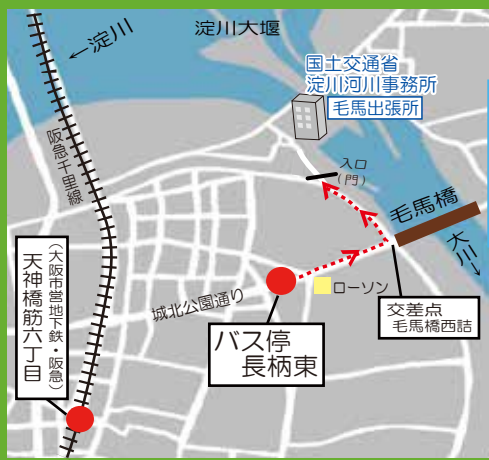 ←淀川
淀川大堰
国土交通省
淀川河川事務所
毛馬出張所
阪急千里線
入口
(門)
毛馬橋
大川→
(大阪市営地下鉄・阪急)
天神橋筋六丁目
城北公園通り
ローソン
バス停
長柄東
交差点
毛馬橋西詰